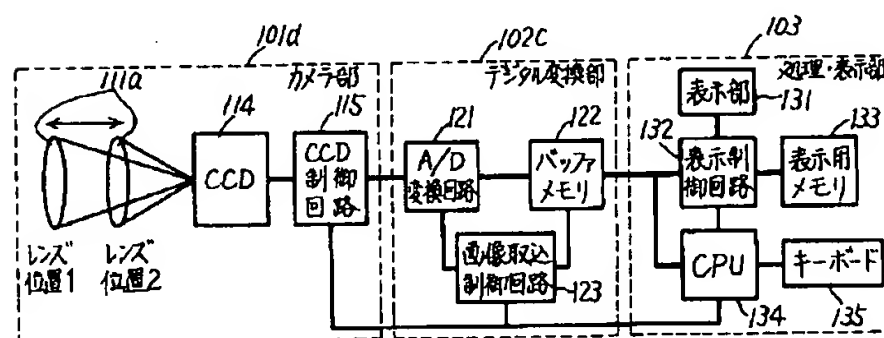 101d
カメラ部
111a
114
115
CCD
CCD
制御
回路
レンズ
位置1
レンズ
位置2
102c
デジタル変換部
121
122
A/D
変換回路
バッファ
メモリ
画像取込
制御回路
123
103
処理・表示部
表示部
131
132
133
表示制
御回路
表示用
メモリ
CPU
キーボード
134
135